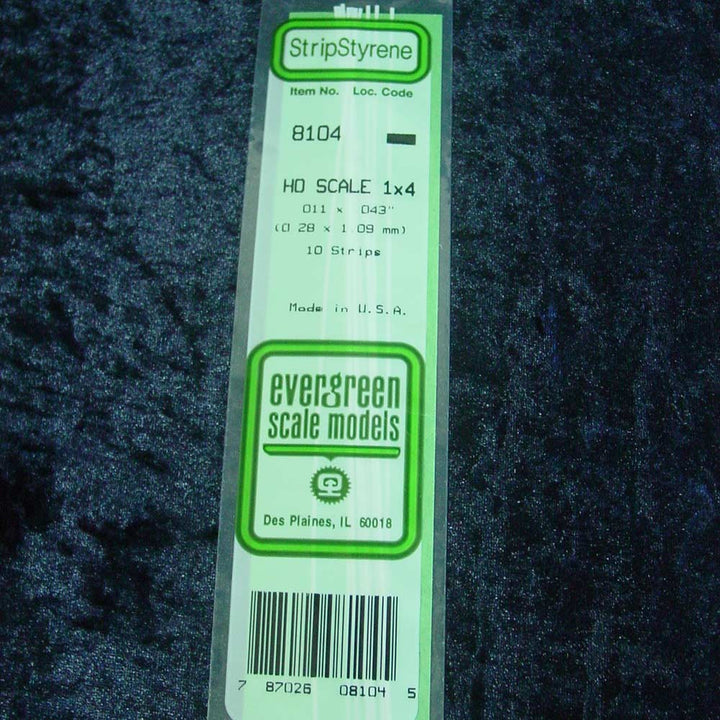 StripStyrene
Item No. Loc. Code
8104
HO SCALE 1x4
.011 x .043"
(0.28 x 1.09 mm)
10 Strips
Made in U.S.A.
evergreen
scale models
Des Plaines, IL 60018
7 87026 08104 5